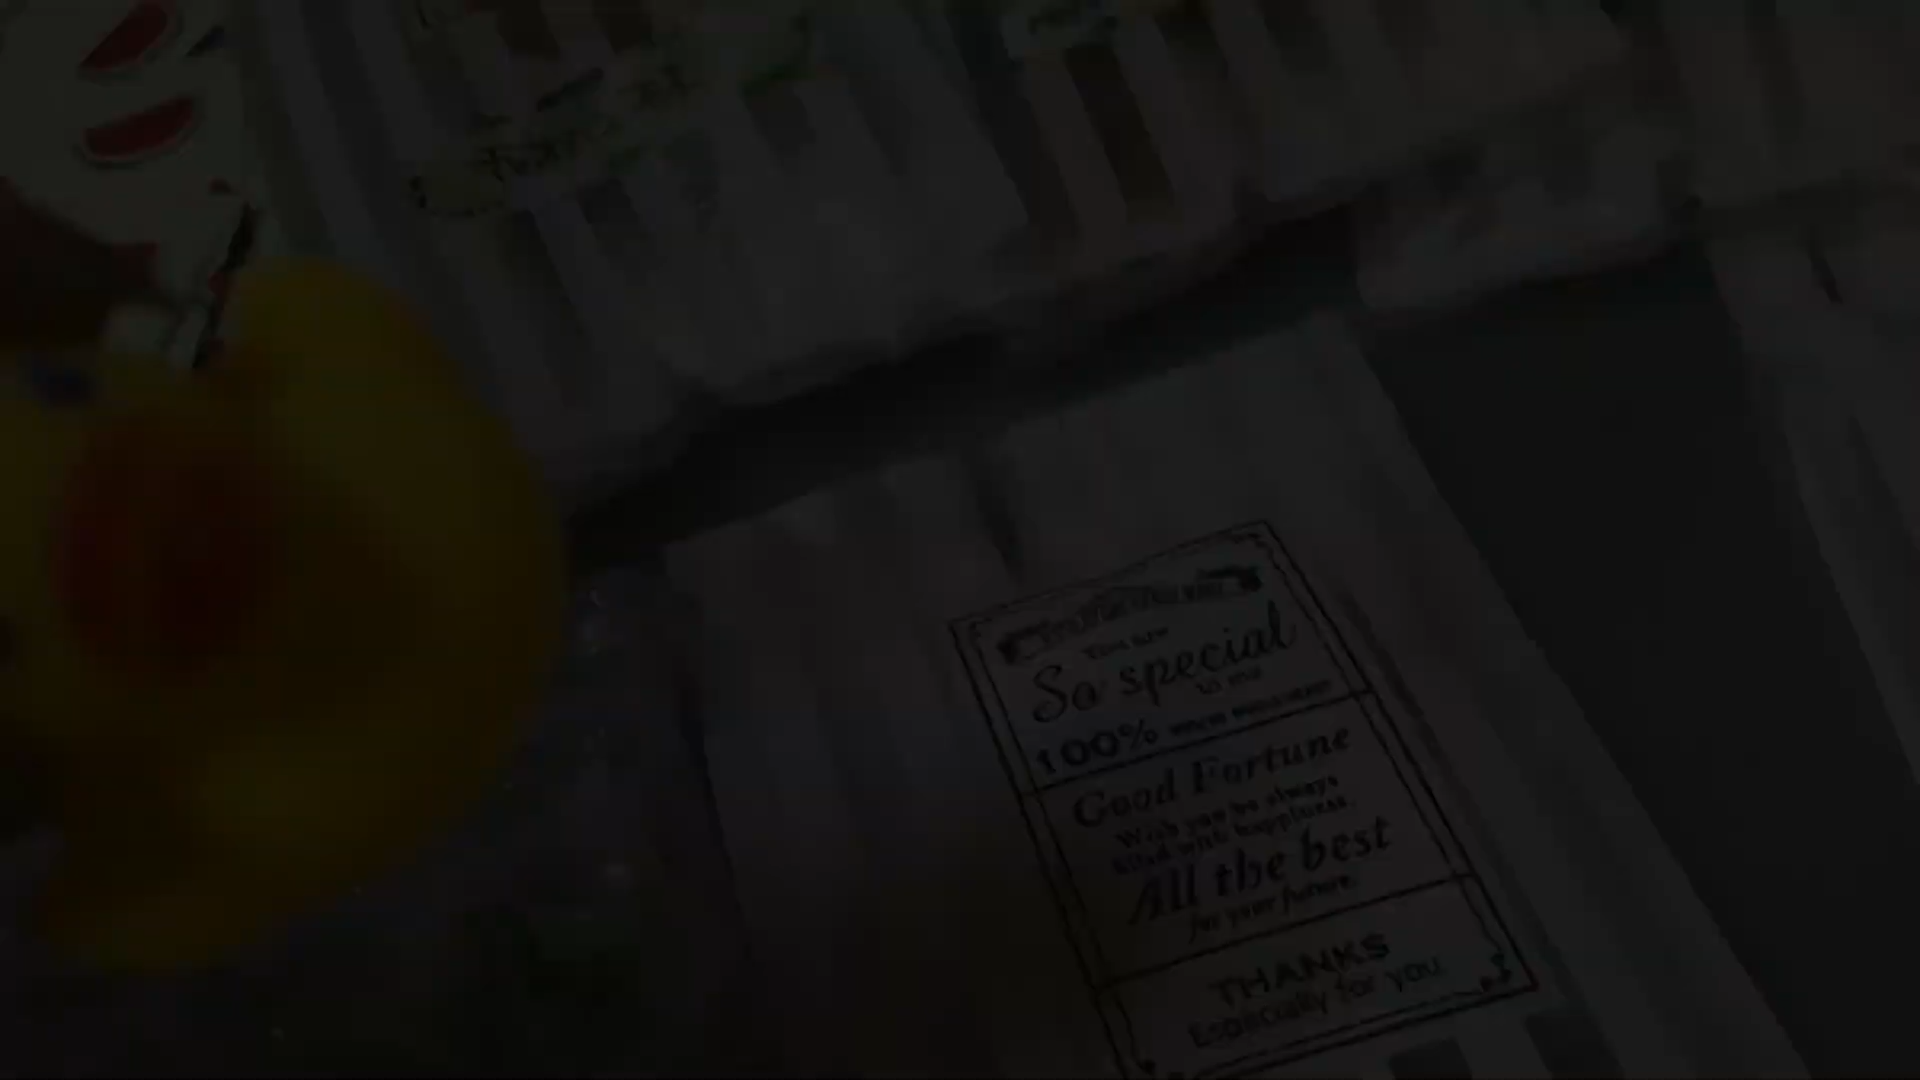 You are
So special
to me
100%
Good Fortune
Wish you be always
filled with happiness.
All the best
for your future.
THANKS
Especially for you